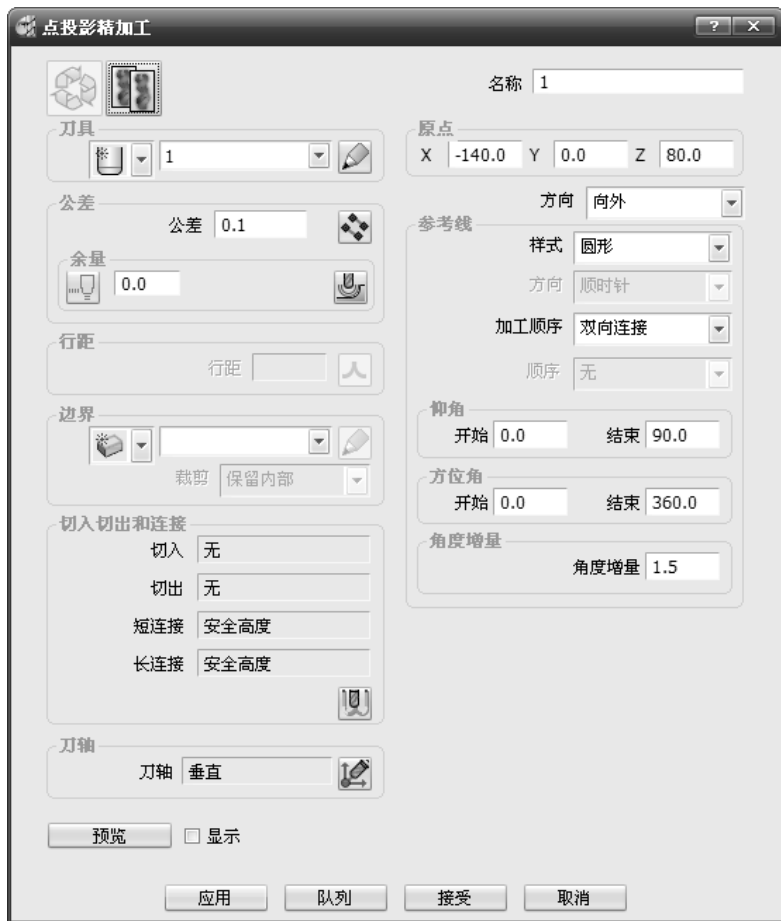 点投影精加工
名称 1
刀具
1
公差
公差 0.1
余量
0.0
行距
行距
边界
裁剪 保留内部
切入切出和连接
切入 无
切出 无
短连接 安全高度
长连接 安全高度
刀轴
刀轴 垂直
预览 显示
原点
X -140.0 Y 0.0 Z 80.0
方向 向外
参考线
样式 圆形
方向 顺时针
加工顺序 双向连接
顺序 无
仰角
开始 0.0 结束 90.0
方位角
开始 0.0 结束 360.0
角度增量
角度增量 1.5
应用 队列 接受 取消